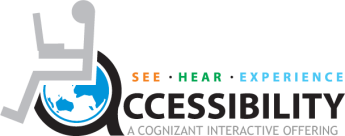 SEE · HEAR · EXPERIENCE
aCCESSIBILITY
A COGNIZANT INTERACTIVE OFFERING